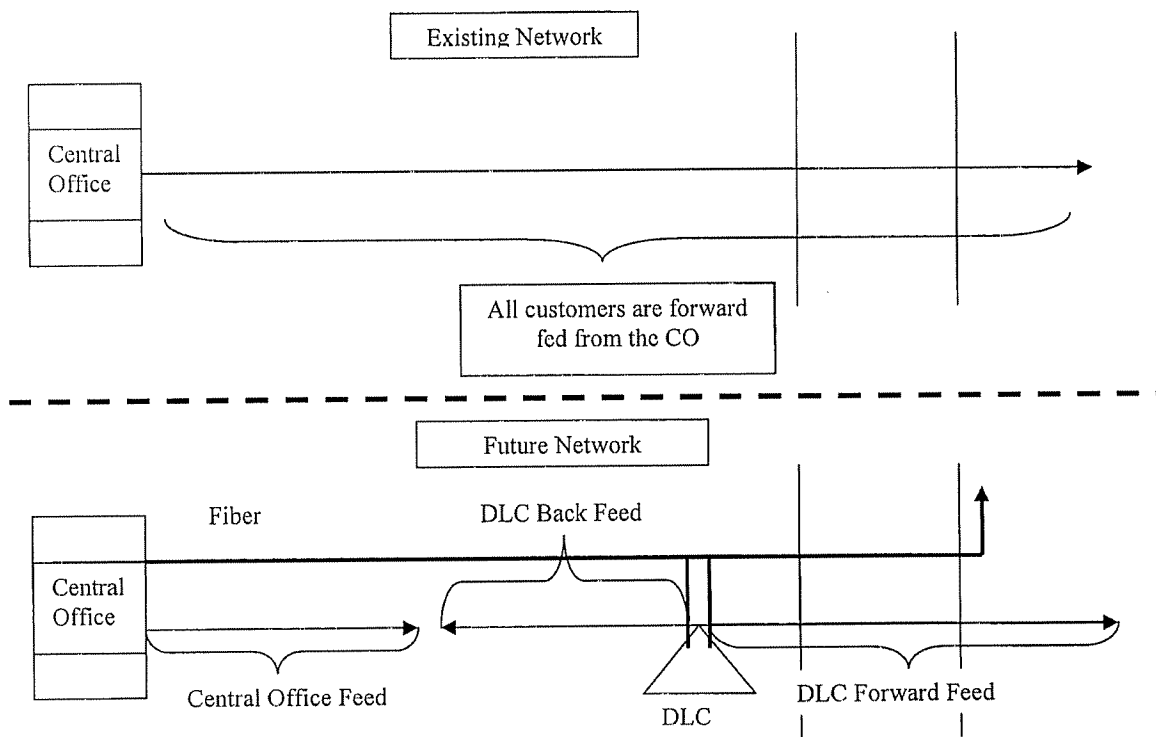 Existing Network
Central
Office
All customers are forward
fed from the CO
Future Network
Fiber
DLC Back Feed
Central
Office
Central Office Feed
DLC
DLC Forward Feed